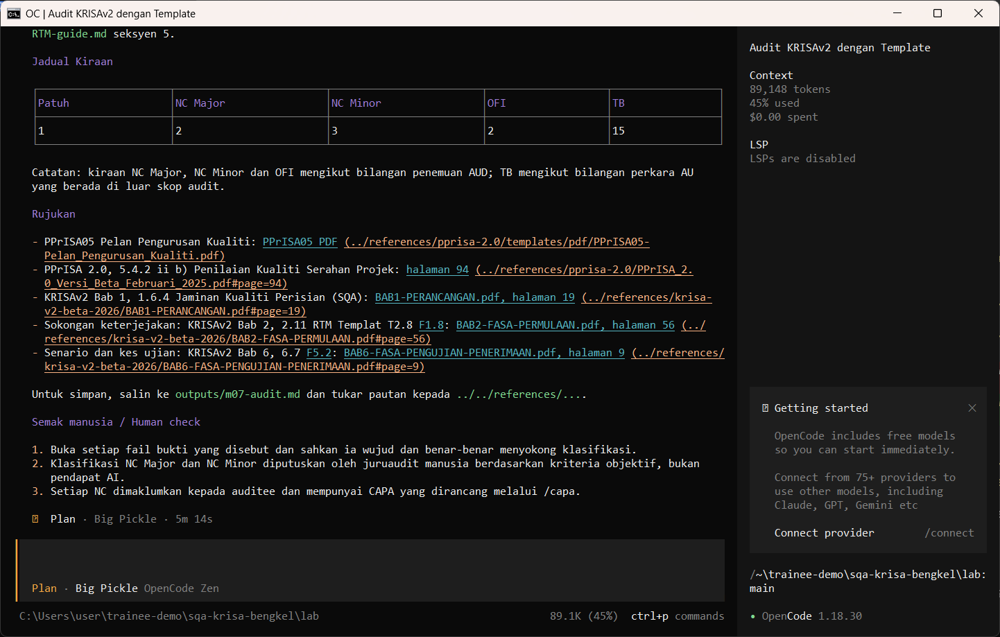 OC | Audit KRISAv2 dengan Template
RTM-guide.md seksyen 5.
Jadual Kiraan
Patuh NC Major NC Minor OFI TB
1 2 3 2 15
Catatan: kiraan NC Major, NC Minor dan OFI mengikut bilangan penemuan AUD; TB mengikut bilangan perkara AU
yang berada di luar skop audit.
Rujukan
- PPrISA05 Pelan Pengurusan Kualiti: PPrISA05 PDF (../references/pprisa-2.0/templates/pdf/PPrISA05-
Pelan_Pengurusan_Kualiti.pdf)
- PPrISA 2.0, 5.4.2 ii b) Penilaian Kualiti Serahan Projek: halaman 94 (../references/pprisa-2.0/PPrISA_2.
0_Versi_Beta_Februari_2025.pdf#page=94)
- KRISAv2 Bab 1, 1.6.4 Jaminan Kualiti Perisian (SQA): BAB1-PERANCANGAN.pdf, halaman 19 (../references/krisa-
v2-beta-2026/BAB1-PERANCANGAN.pdf#page=19)
- Sokongan keterjejakan: KRISAv2 Bab 2, 2.11 RTM Templat T2.8 F1.8: BAB2-FASA-PERMULAAN.pdf, halaman 56 (../
references/krisa-v2-beta-2026/BAB2-FASA-PERMULAAN.pdf#page=56)
- Senario dan kes ujian: KRISAv2 Bab 6, 6.7 F5.2: BAB6-FASA-PENGUJIAN-PENERIMAAN.pdf, halaman 9 (../references/
krisa-v2-beta-2026/BAB6-FASA-PENGUJIAN-PENERIMAAN.pdf#page=9)
Untuk simpan, salin ke outputs/m07-audit.md dan tukar pautan kepada ../../references/....
Semak manusia / Human check
1. Buka setiap fail bukti yang disebut dan sahkan ia wujud dan benar-benar menyokong klasifikasi.
2. Klasifikasi NC Major dan NC Minor diputuskan oleh juruaudit manusia berdasarkan kriteria objektif, bukan
pendapat AI.
3. Setiap NC dimaklumkan kepada auditee dan mempunyai CAPA yang dirancang melalui /capa.
Plan · Big Pickle · 5m 14s
Plan · Big Pickle OpenCode Zen
C:\Users\user\trainee-demo\sqa-krisa-bengkel\lab 89.1K (45%) ctrl+p commands
Audit KRISAv2 dengan Template
Context
89,148 tokens
45% used
$0.00 spent
LSP
LSPs are disabled
Getting started
OpenCode includes free models
so you can start immediately.
Connect from 75+ providers to
use other models, including
Claude, GPT, Gemini etc
Connect provider /connect
/~\trainee-demo\sqa-krisa-bengkel\lab:
main
• OpenCode 1.18.30